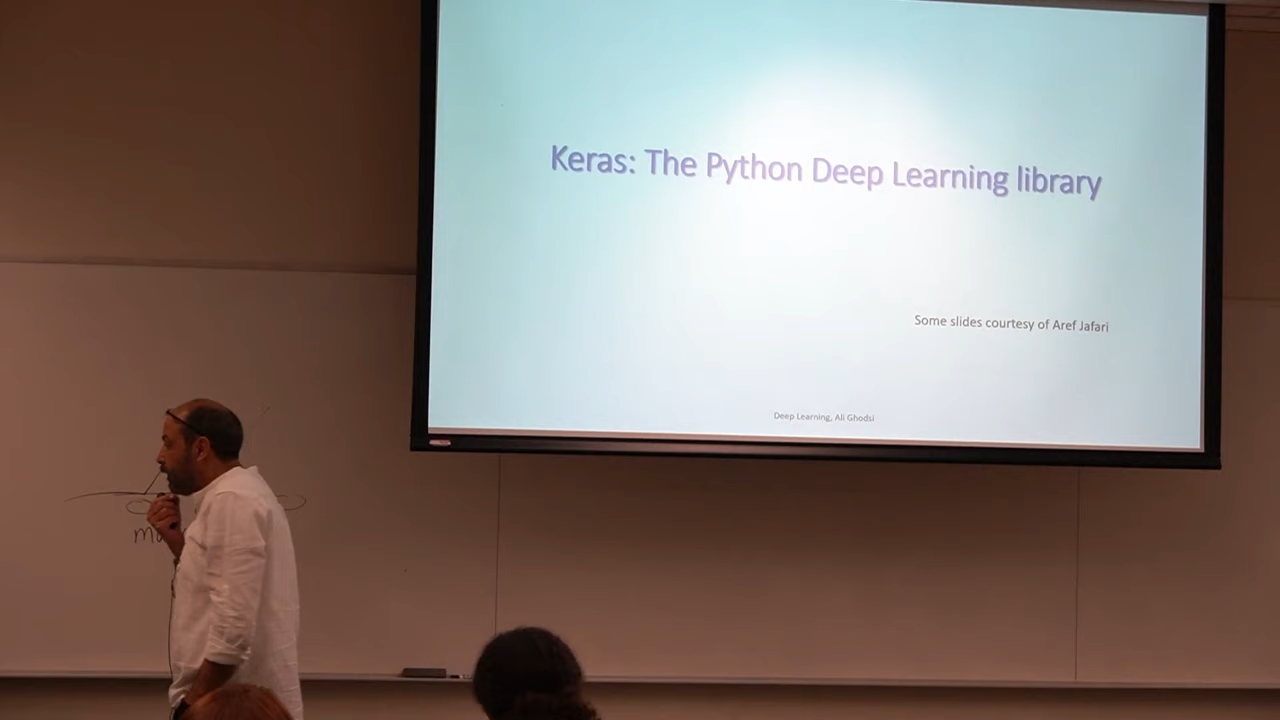 Keras: The Python Deep Learning library
Some slides courtesy of Aref Jafari
Deep Learning, Ali Ghodsi